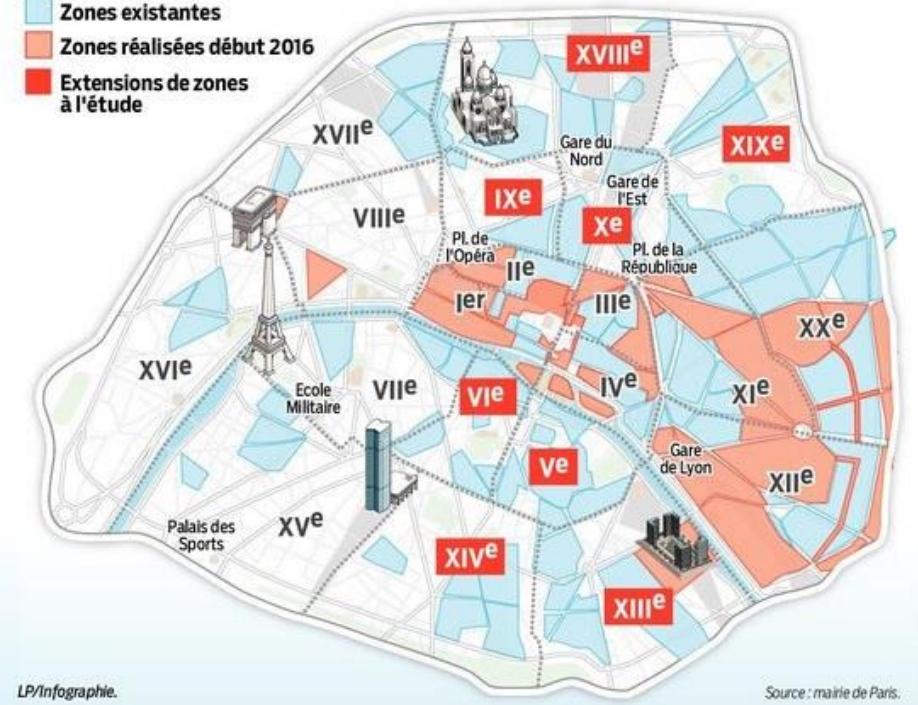 Zones existantes
Zones réalisées début 2016
Extensions de zones
à l'étude
XVIIIe
XVIIe
Gare du
Nord
XIXe
Gare de
l'Est
IXe
VIIIe
Xe
Pl. de
l'Opéra
Pl. de la
République
IIe
Ier
IIIe
XXe
XVIe
Ecole
Militaire
VIIe
VIe
IVe
XIe
Ve
Gare
de Lyon
XIIe
Palais des
Sports
XVe
XIVe
XIIIe
LP/Infographie.
Source : mairie de Paris.